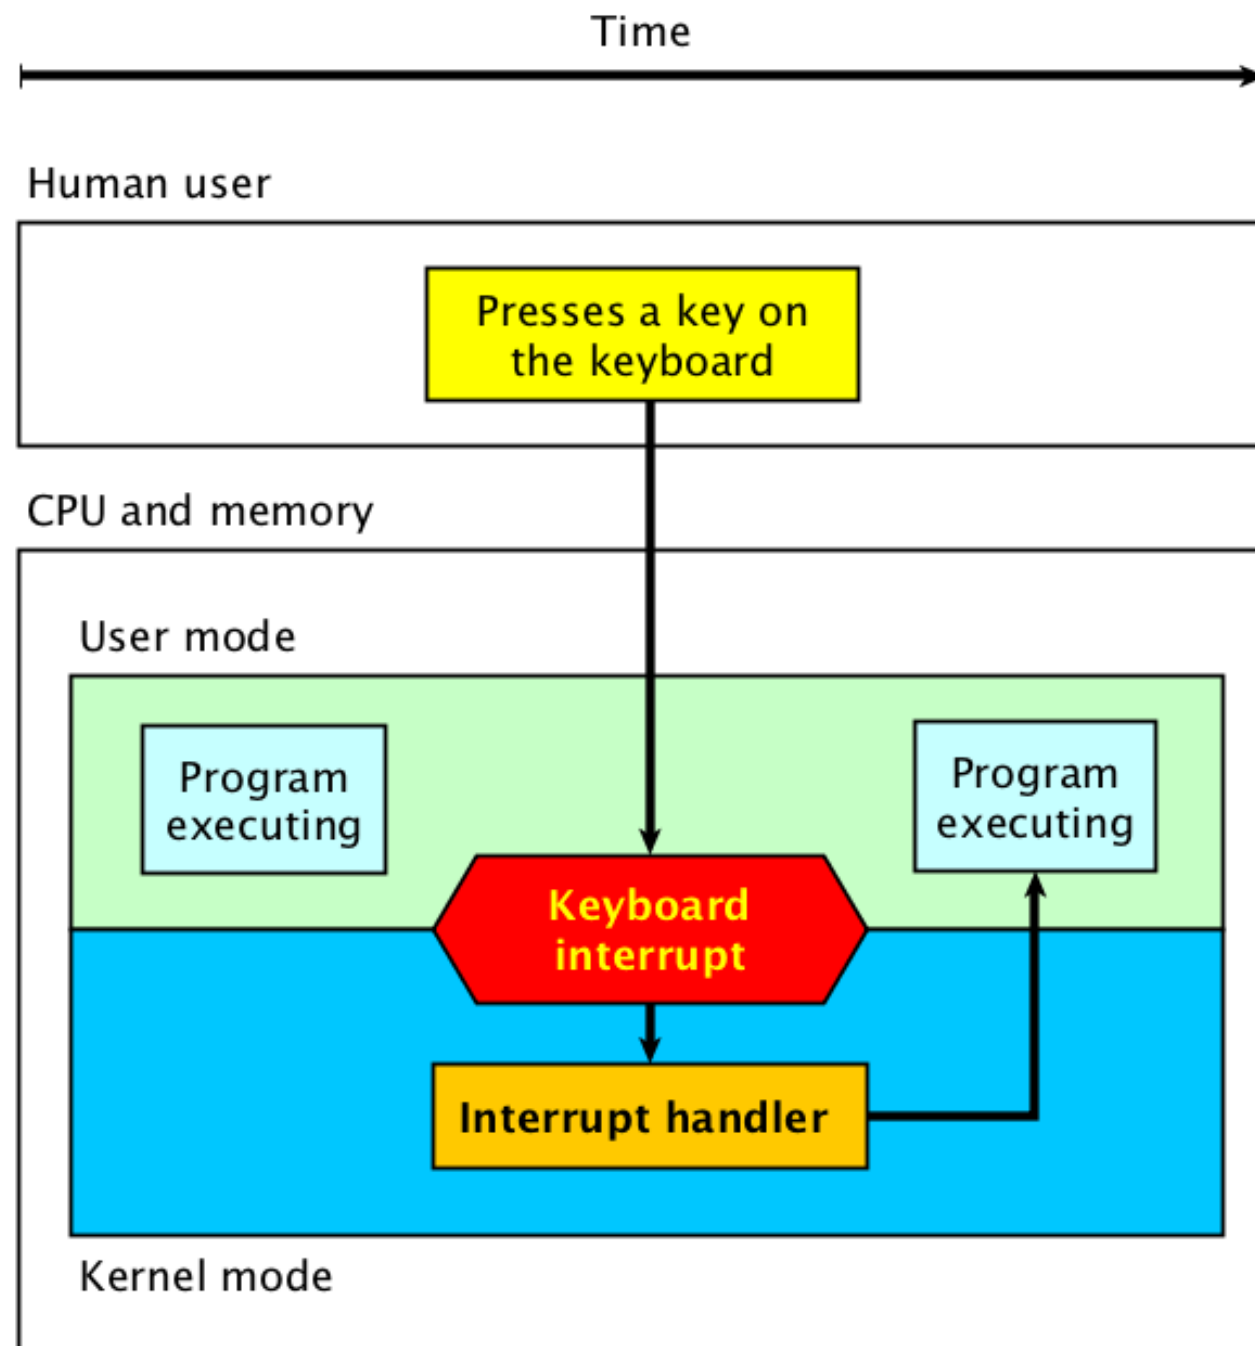 Time
Human user
Presses a key on
the keyboard
CPU and memory
User mode
Program
executing
Program
executing
Keyboard
interrupt
Interrupt handler
Kernel mode